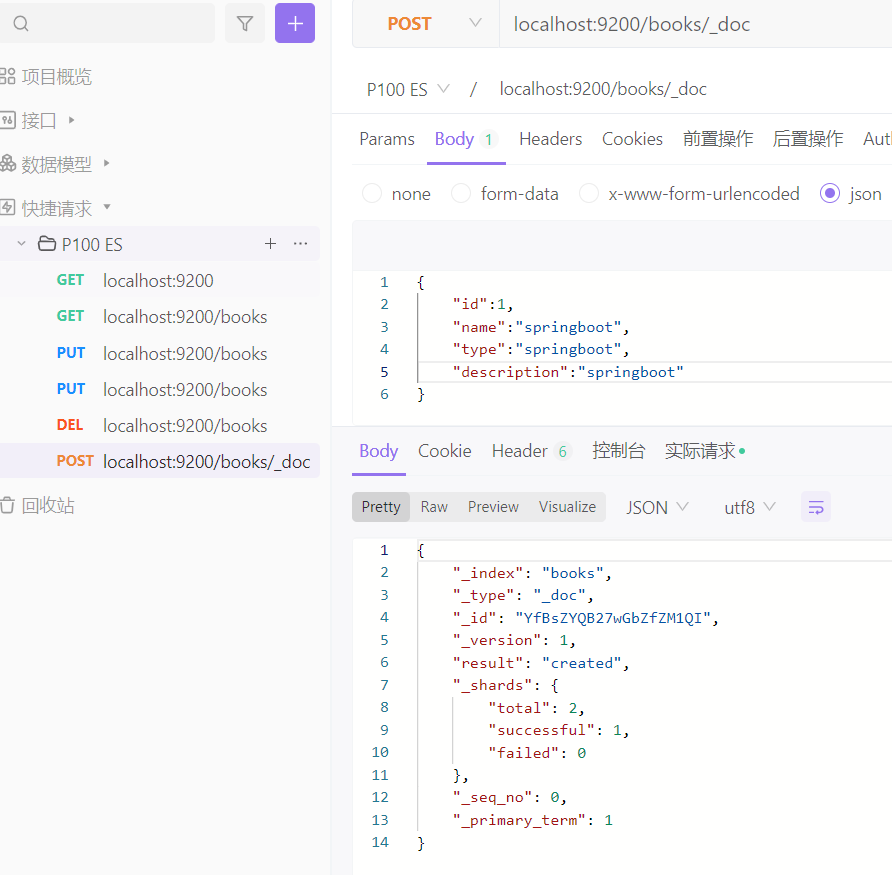 项目概览
接口
数据模型
快捷请求
P100 ES
GET localhost:9200
GET localhost:9200/books
PUT localhost:9200/books
PUT localhost:9200/books
DEL localhost:9200/books
POST localhost:9200/books/_doc
回收站
POST localhost:9200/books/_doc
P100 ES / localhost:9200/books/_doc
Params Body 1 Headers Cookies 前置操作 后置操作 Aut
none form-data x-www-form-urlencoded json
1 {
2 "id":1,
3 "name":"springboot",
4 "type":"springboot",
5 "description":"springboot"
6 }
Body Cookie Header 6 控制台 实际请求
Pretty Raw Preview Visualize JSON utf8
1 {
2 "_index": "books",
3 "_type": "_doc",
4 "_id": "YfBsZYQB27wGbZfZM1QI",
5 "_version": 1,
6 "result": "created",
7 "_shards": {
8 "total": 2,
9 "successful": 1,
10 "failed": 0
11 },
12 "_seq_no": 0,
13 "_primary_term": 1
14 }